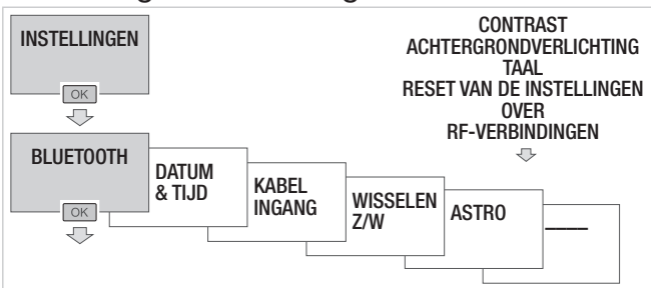 INSTELLINGEN
OK
CONTRAST
ACHTERGRONDVERLICHTING
TAAL
RESET VAN DE INSTELLINGEN
OVER
RF-VERBINDINGEN
BLUETOOTH
OK
DATUM
& TIJD
KABEL
INGANG
WISSELEN
Z/W
ASTRO
____